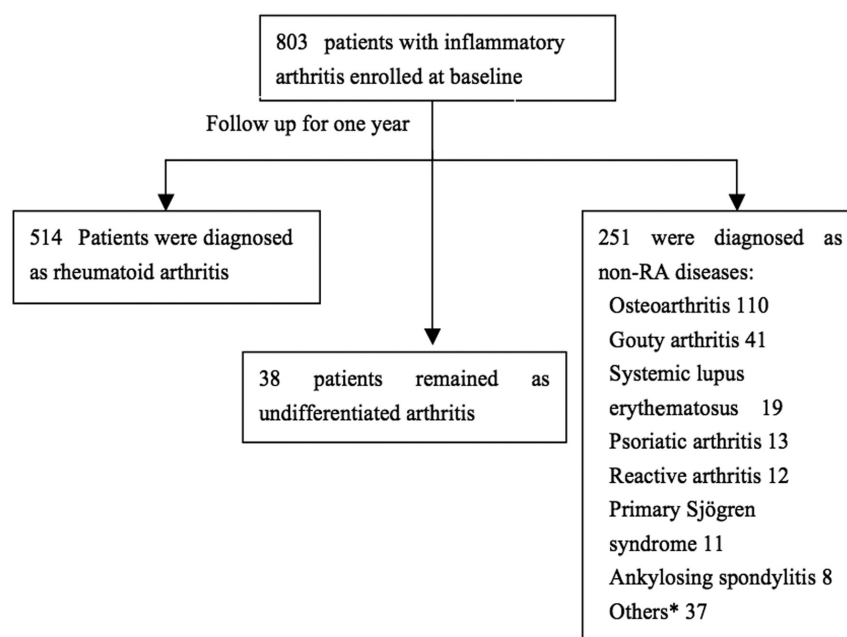 803 patients with inflammatory
arthritis enrolled at baseline
Follow up for one year
514 Patients were diagnosed
as rheumatoid arthritis
38 patients remained as
undifferentiated arthritis
251 were diagnosed as
non-RA diseases:
Osteoarthritis 110
Gouty arthritis 41
Systemic lupus
erythematosus 19
Psoriatic arthritis 13
Reactive arthritis 12
Primary Sjögren
syndrome 11
Ankylosing spondylitis 8
Others* 37